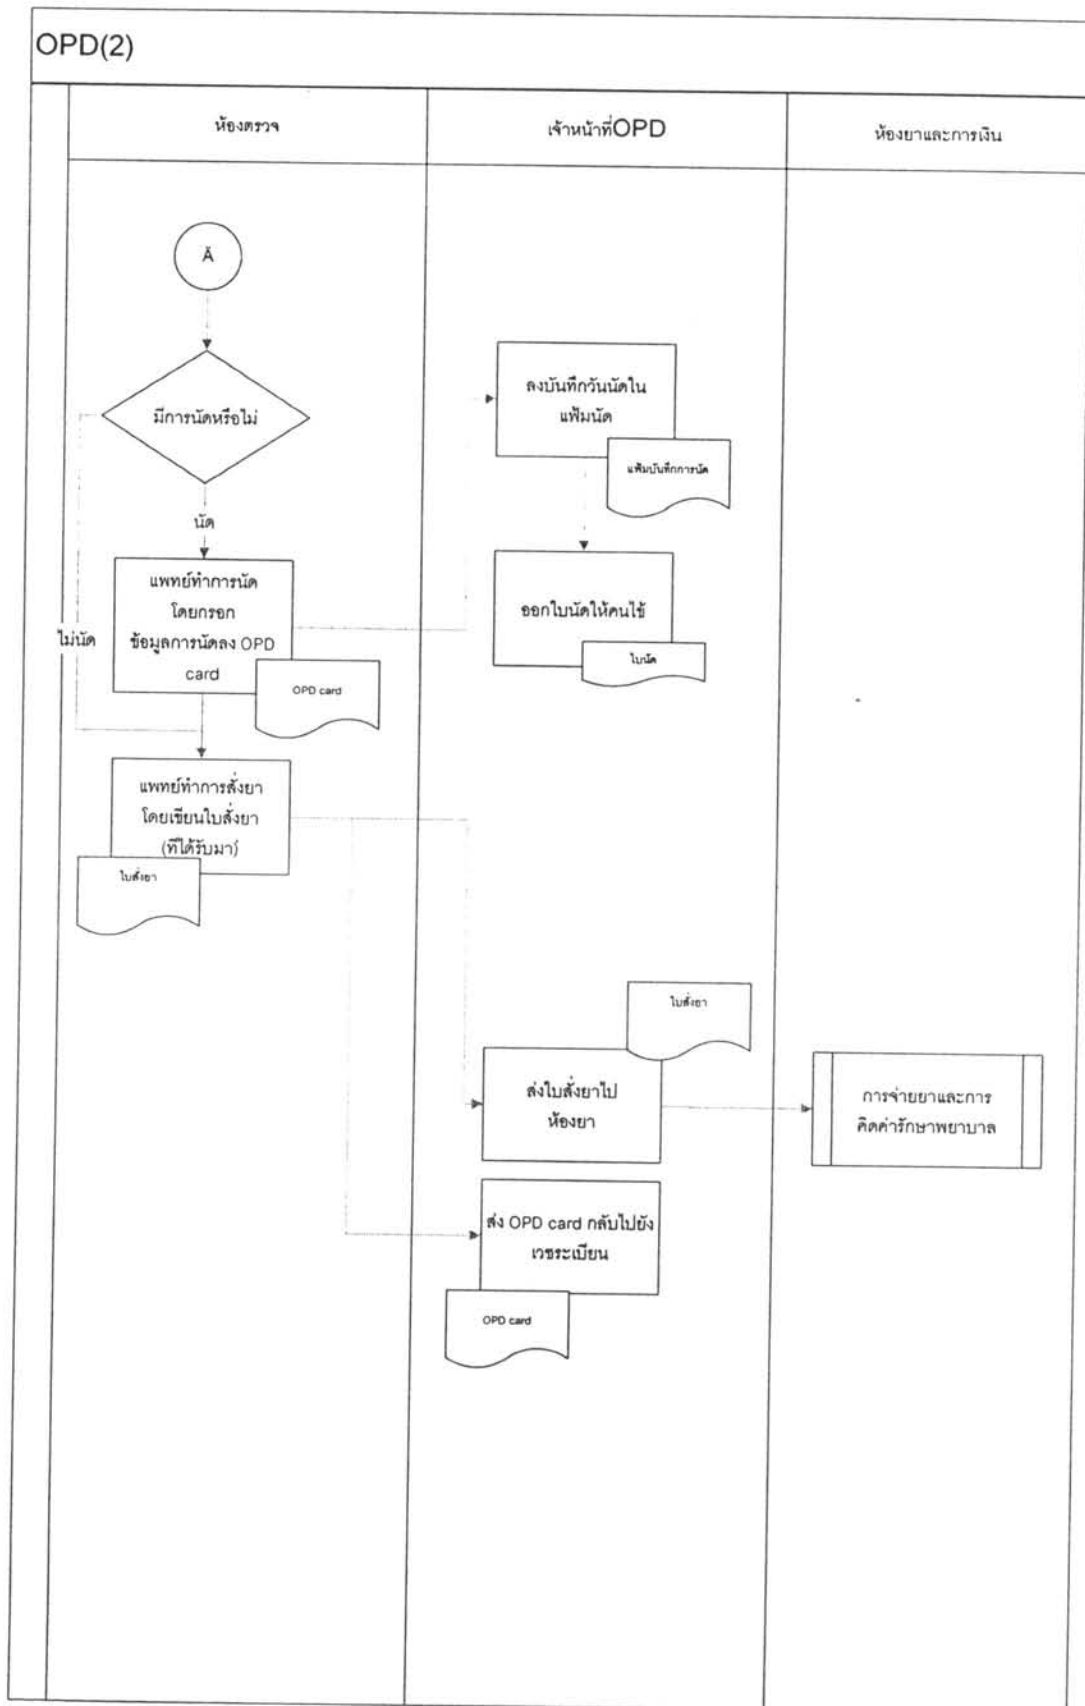 OPD(2)
ห้องตรวจ
เจ้าหน้าที่OPD
ห้องยาและการเงิน
A
มีการนัดหรือไม่
นัด
ไม่นัด
แพทย์ทำการนัด
โดยกรอก
ข้อมูลการนัดลง OPD
card
OPD card
ลงบันทึกวันนัดใน
แฟ้มนัด
แฟ้มบันทึกการนัด
ออกใบนัดให้คนไข้
ใบนัด
แพทย์ทำการสั่งยา
โดยเขียนใบสั่งยา
(ที่ได้รับมา)
ใบสั่งยา
ใบสั่งยา
ส่งใบสั่งยาไป
ห้องยา
การจ่ายยาและการ
คิดค่ารักษาพยาบาล
ส่ง OPD card กลับไปยัง
เวชระเบียน
OPD card